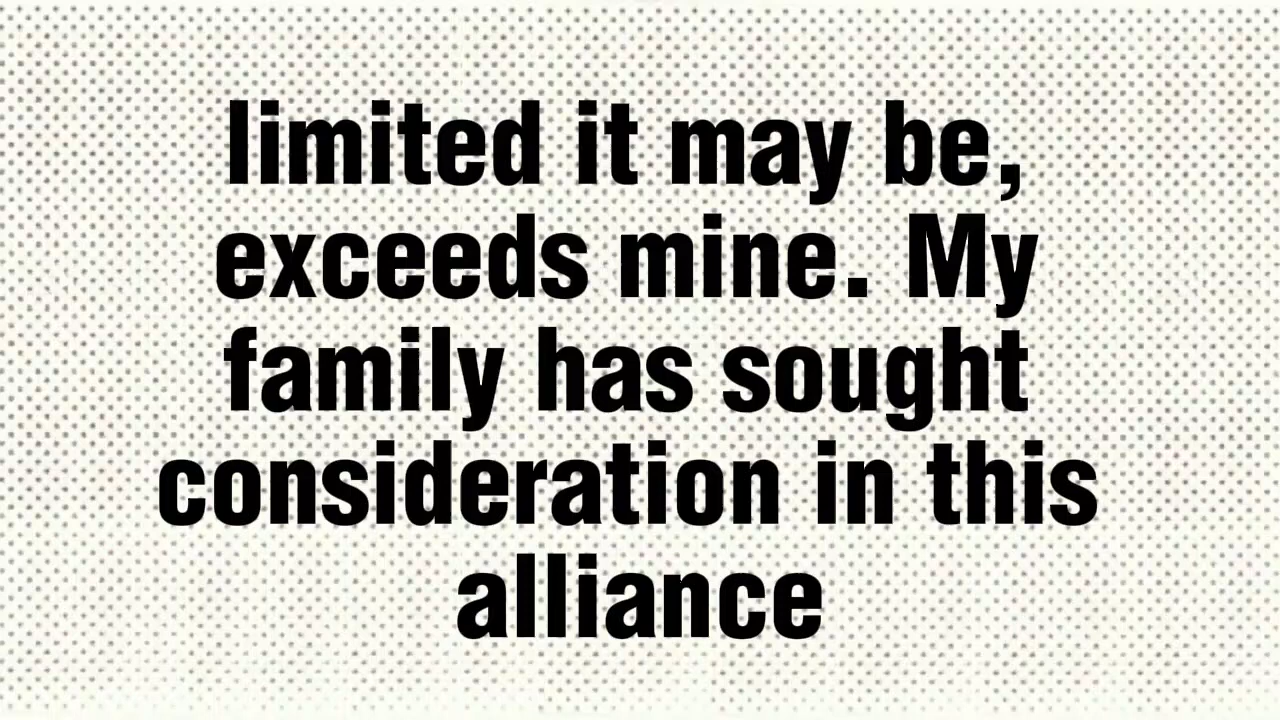 limited it may be,
exceeds mine. My
family has sought
consideration in this
alliance